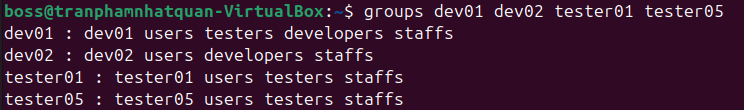 boss@tranphamnhatquan-VirtualBox:~$ groups dev01 dev02 tester01 tester05
dev01 : dev01 users testers developers staffs
dev02 : dev02 users developers staffs
tester01 : tester01 users testers staffs
tester05 : tester05 users testers staffs